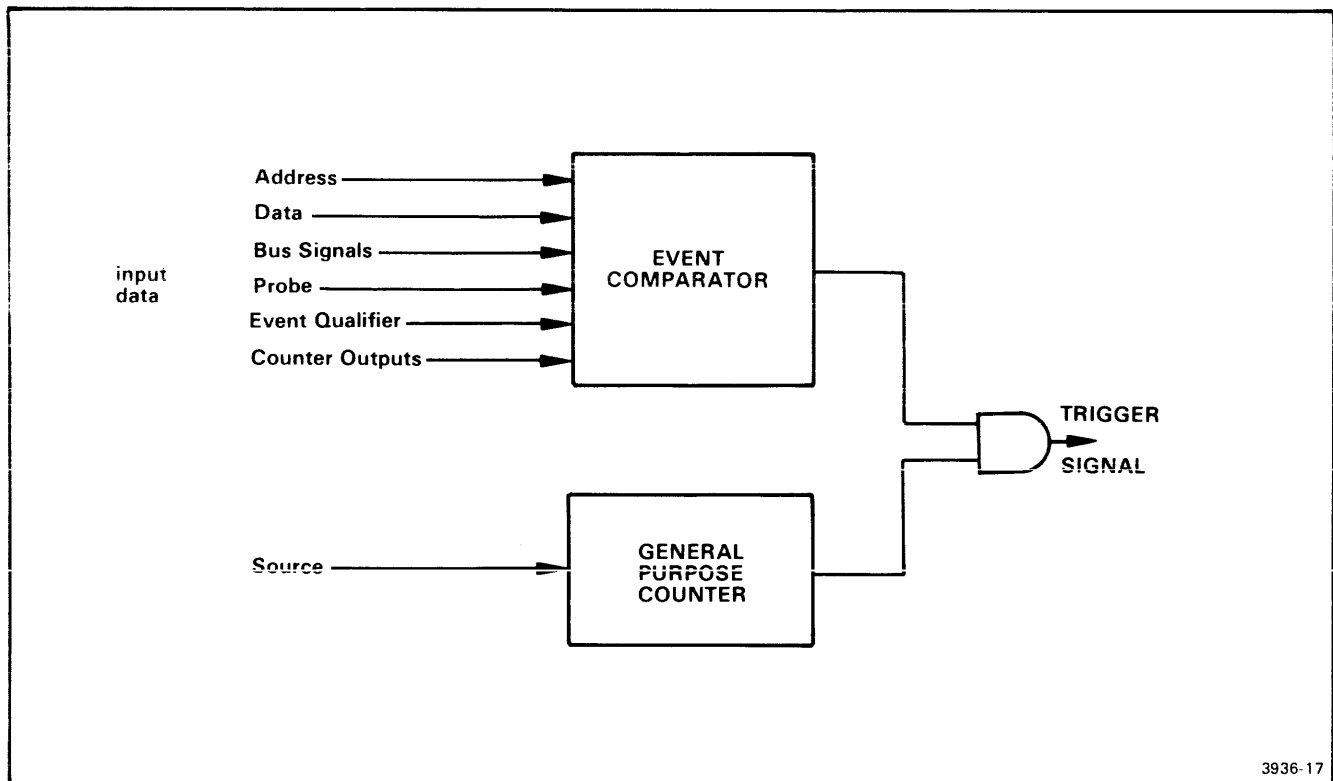 Address
Data
Bus Signals
Probe
Event Qualifier
Counter Outputs
input
data
EVENT
COMPARATOR
TRIGGER
SIGNAL
Source
GENERAL
PURPOSE
COUNTER
3936-17